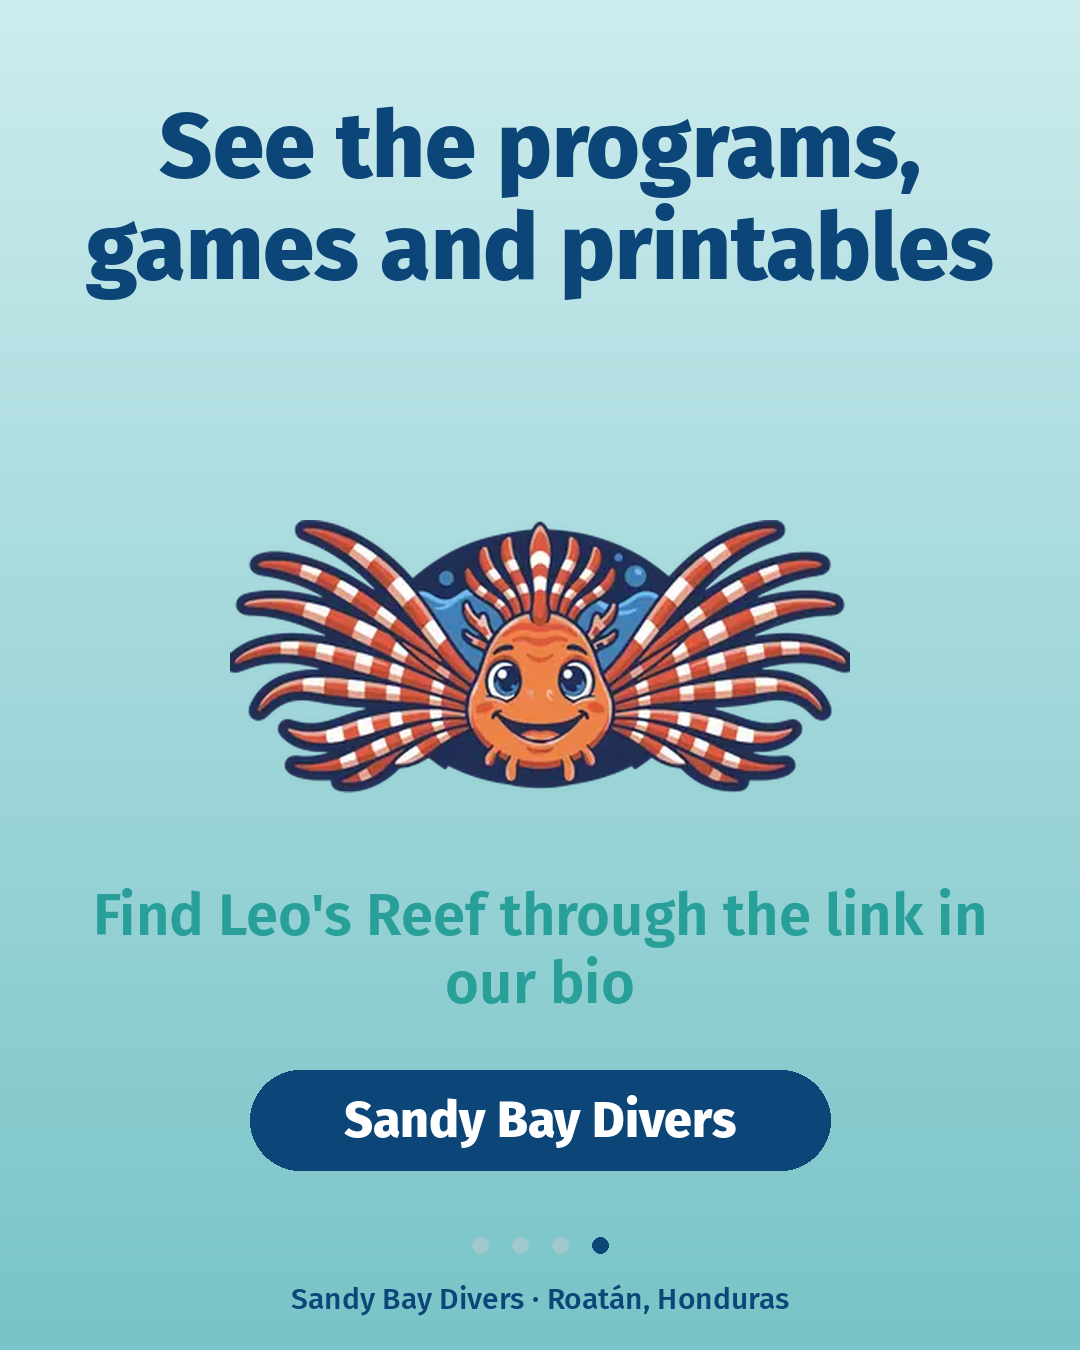 See the programs,
games and printables
Find Leo's Reef through the link in
our bio
Sandy Bay Divers
Sandy Bay Divers · Roatán, Honduras